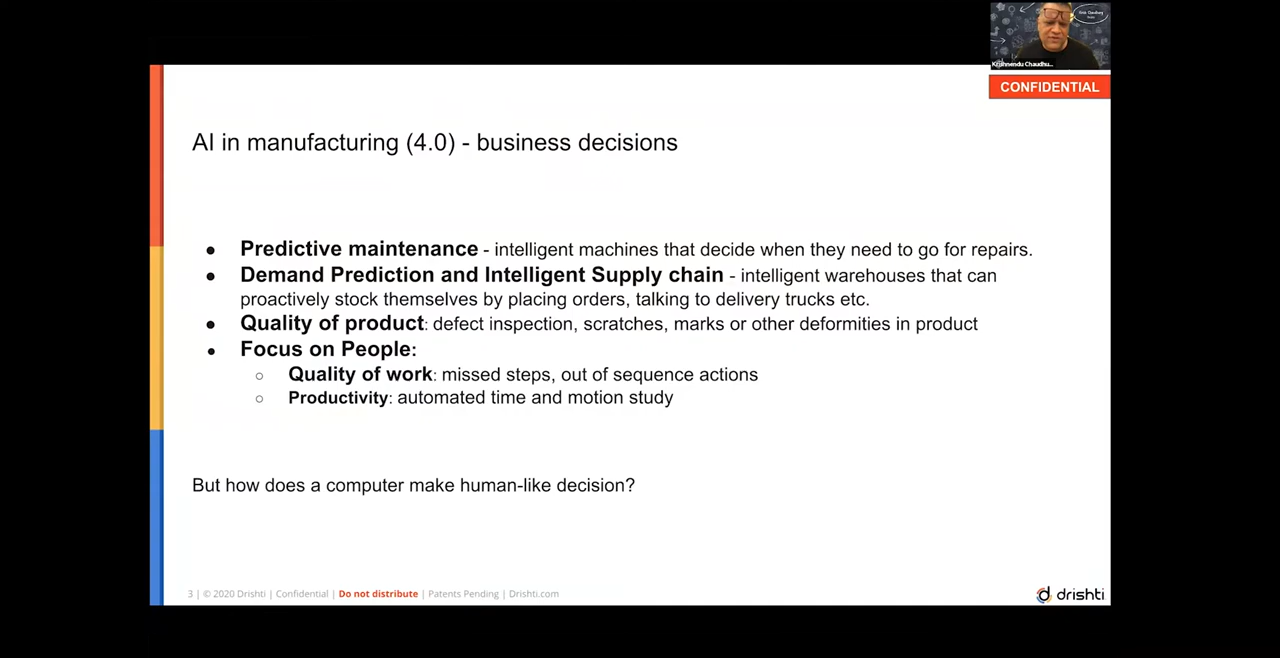 Krishnendu Chaudhu...
CONFIDENTIAL
AI in manufacturing (4.0) - business decisions
● Predictive maintenance - intelligent machines that decide when they need to go for repairs.
● Demand Prediction and Intelligent Supply chain - intelligent warehouses that can
proactively stock themselves by placing orders, talking to delivery trucks etc.
● Quality of product: defect inspection, scratches, marks or other deformities in product
● Focus on People:
○ Quality of work: missed steps, out of sequence actions
○ Productivity: automated time and motion study
But how does a computer make human-like decision?
3 | © 2020 Drishti | Confidential | Do not distribute | Patents Pending | Drishti.com
drishti